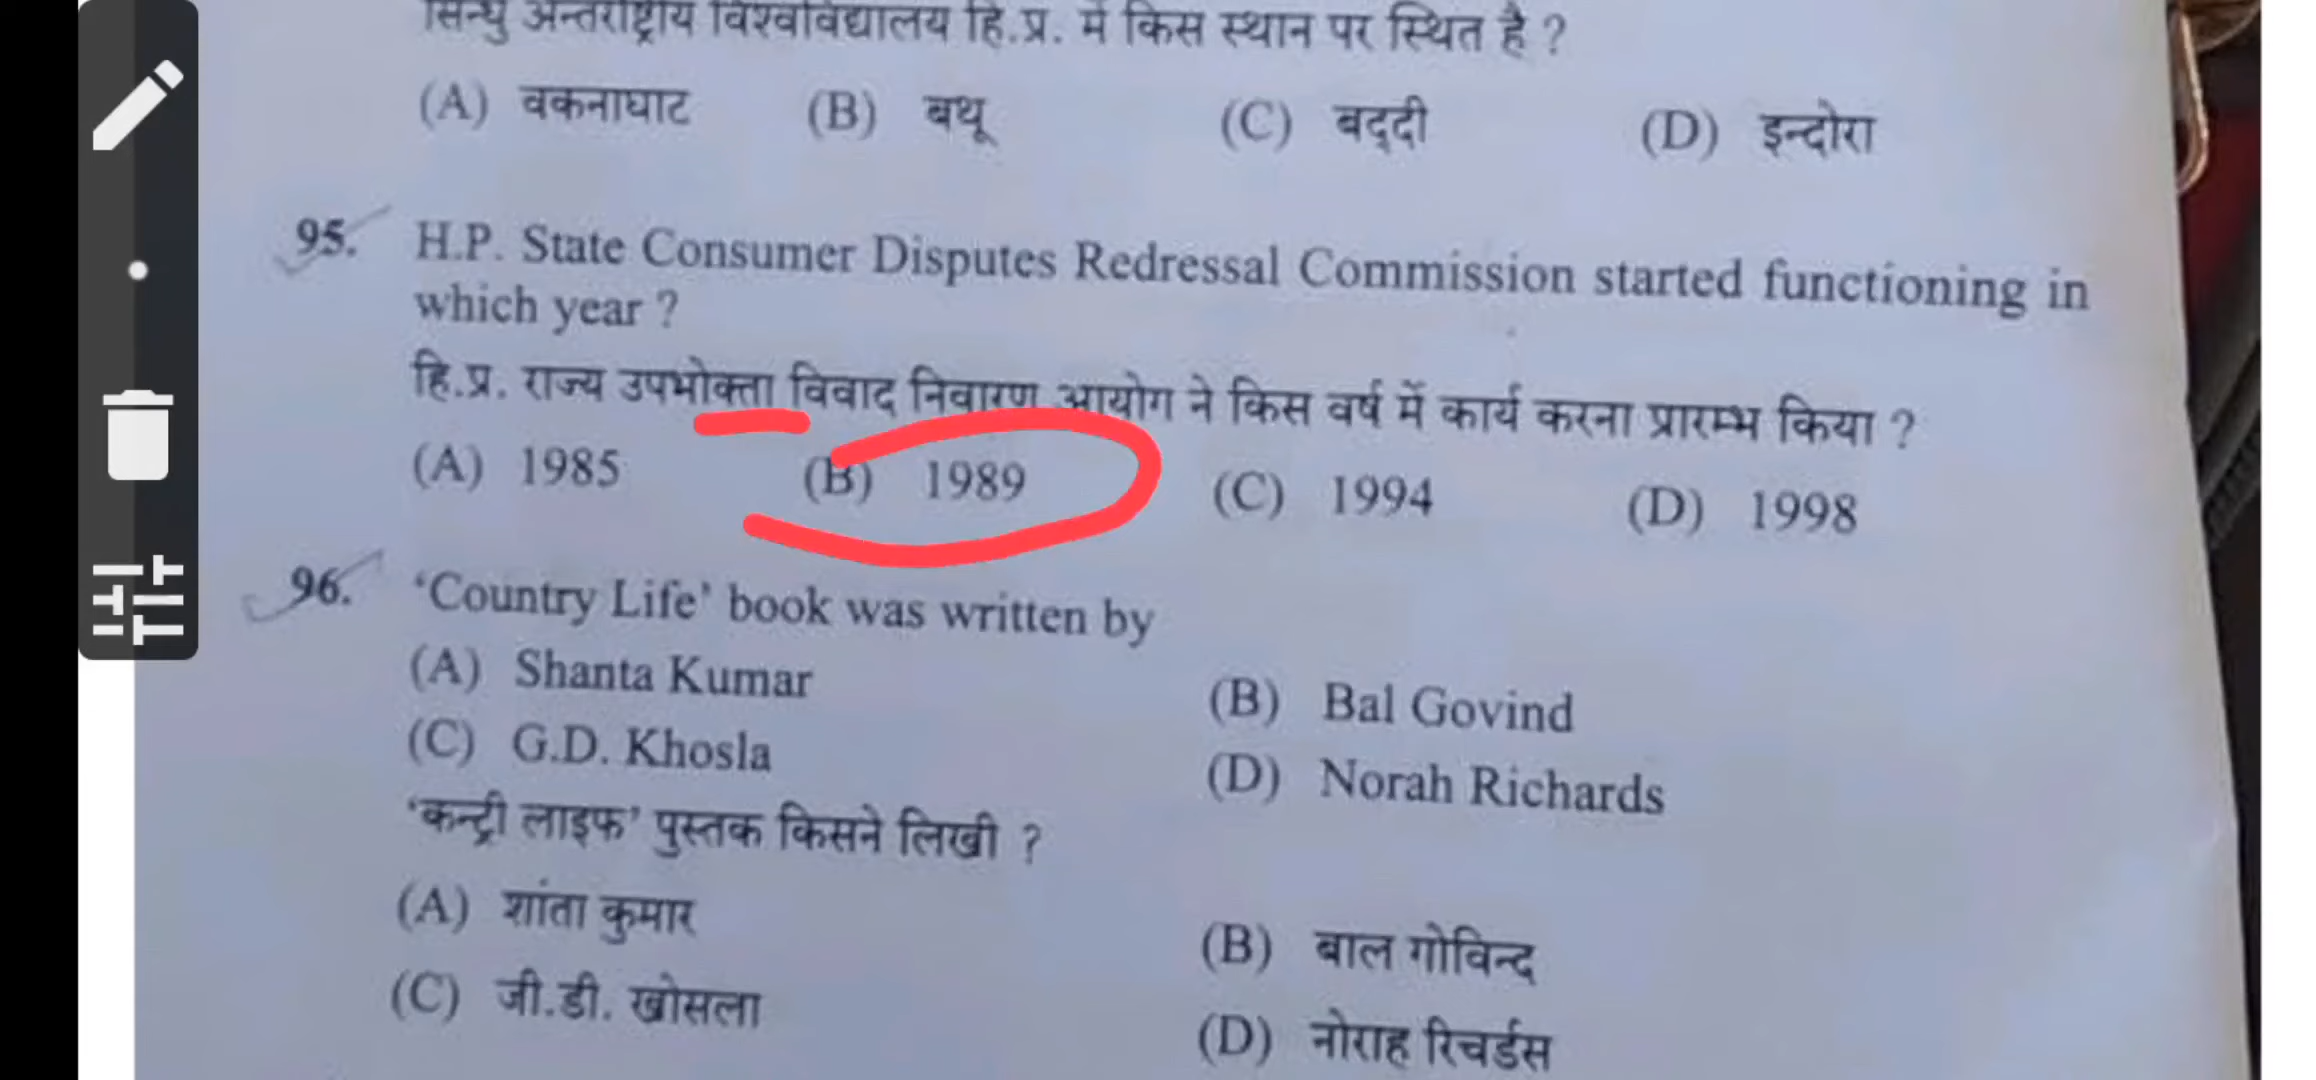 सिन्धु अन्तर्राष्ट्रीय विश्वविद्यालय हि.प्र. में किस स्थान पर स्थित है ?
(A) वकनाघाट (B) बथू (C) बद्दी (D) इन्दोरा
95. H.P. State Consumer Disputes Redressal Commission started functioning in
which year ?
हि.प्र. राज्य उपभोक्ता विवाद निवारण आयोग ने किस वर्ष में कार्य करना प्रारम्भ किया ?
(A) 1985 (B) 1989 (C) 1994 (D) 1998
96. ‘Country Life’ book was written by
(A) Shanta Kumar (B) Bal Govind
(C) G.D. Khosla (D) Norah Richards
‘कन्ट्री लाइफ’ पुस्तक किसने लिखी ?
(A) शांता कुमार (B) बाल गोविन्द
(C) जी.डी. खोसला (D) नोराह रिचर्डस